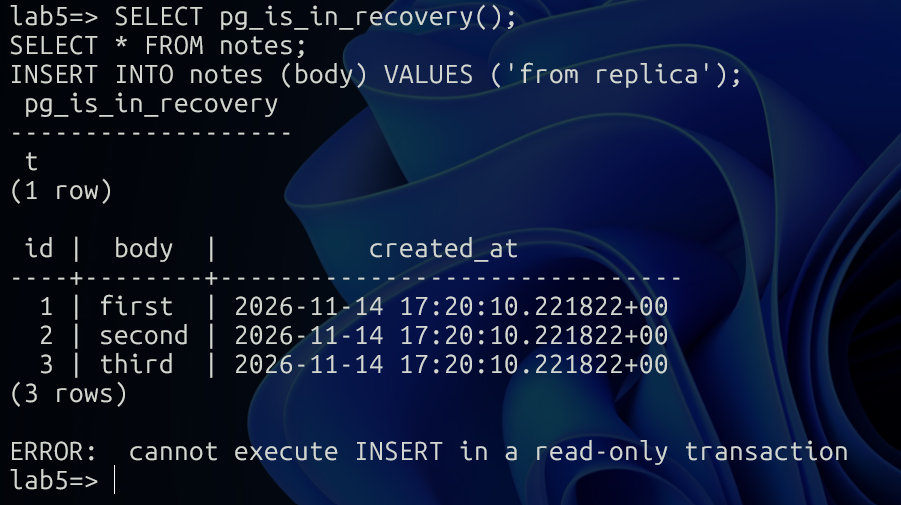 lab5=> SELECT pg_is_in_recovery();
SELECT * FROM notes;
INSERT INTO notes (body) VALUES ('from replica');
 pg_is_in_recovery
-------------------
 t
(1 row)

 id |  body  |          created_at
----+--------+-------------------------------
  1 | first  | 2026-11-14 17:20:10.221822+00
  2 | second | 2026-11-14 17:20:10.221822+00
  3 | third  | 2026-11-14 17:20:10.221822+00
(3 rows)

ERROR:  cannot execute INSERT in a read-only transaction
lab5=>